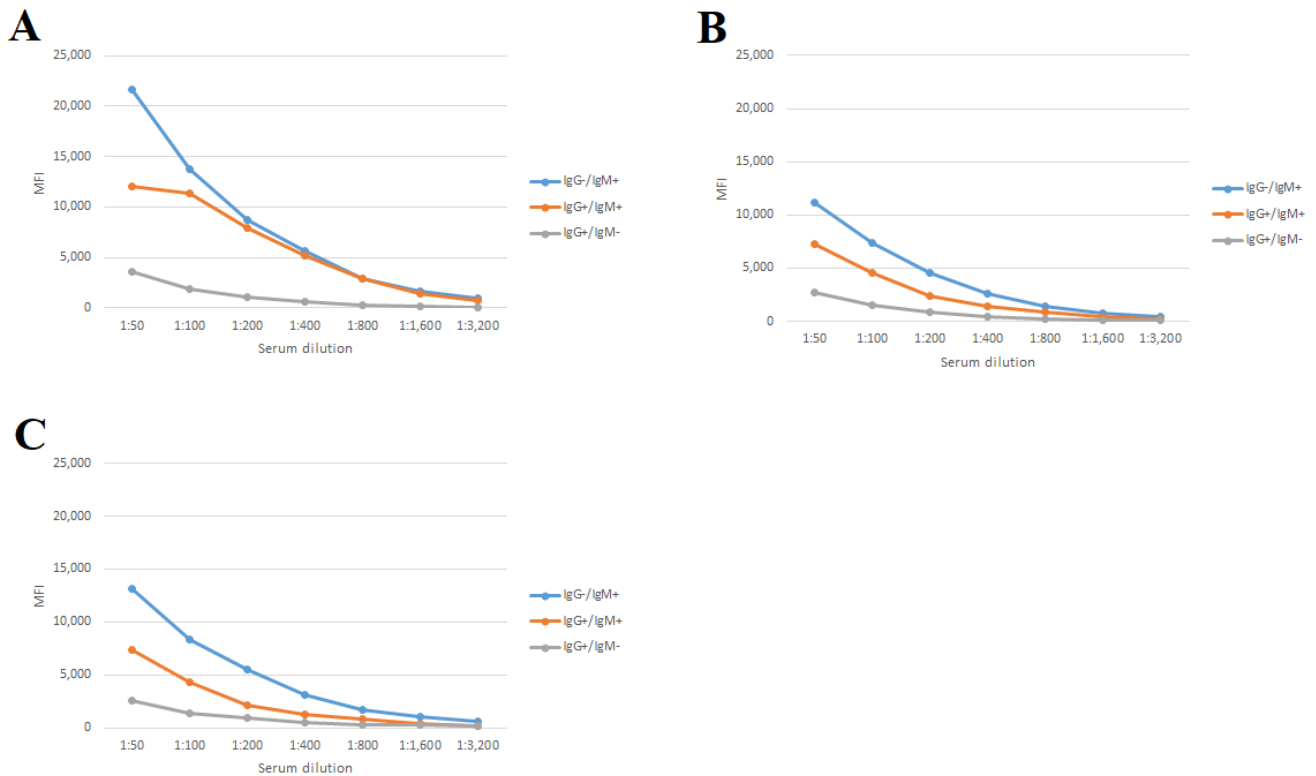 A
25,000
20,000
15,000
10,000
5,000
0
MFI
1:50 1:100 1:200 1:400 1:800 1:1,600 1:3,200
Serum dilution
IgG-/IgM+
IgG+/IgM+
IgG+/IgM-
B
25,000
20,000
15,000
10,000
5,000
0
MFI
1:50 1:100 1:200 1:400 1:800 1:1,600 1:3,200
Serum dilution
IgG-/IgM+
IgG+/IgM+
IgG+/IgM-
C
25,000
20,000
15,000
10,000
5,000
0
MFI
1:50 1:100 1:200 1:400 1:800 1:1,600 1:3,200
Serum dilution
IgG-/IgM+
IgG+/IgM+
IgG+/IgM-